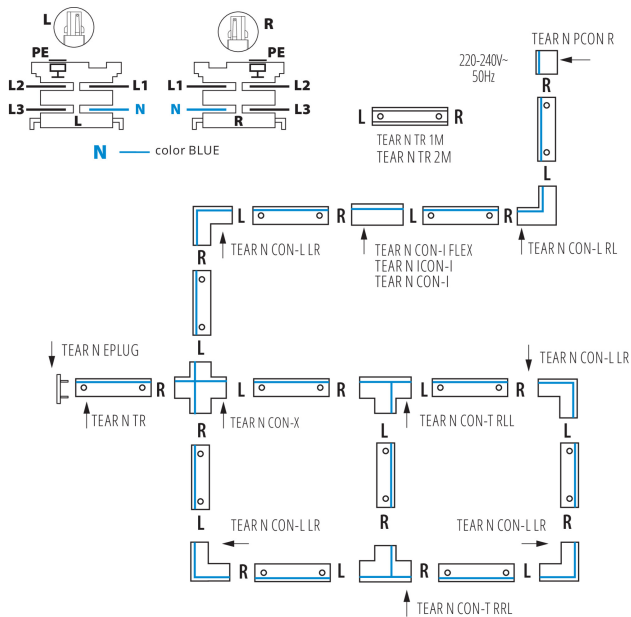 L
R
PE
PE
L2
L1
L1
L2
L3
N
N
L3
L
R
N
color BLUE
TEAR N PCON R
220-240V~
50Hz
R
L
R
TEAR N TR 1M
TEAR N TR 2M
L
L
R
L
R
TEAR N CON-L LR
TEAR N CON-I FLEX
TEAR N ICON-I
TEAR N CON-I
TEAR N CON-L RL
R
L
TEAR N EPLUG
TEAR N CON-L LR
R
L
R
L
R
TEAR N TR
TEAR N CON-X
TEAR N CON-T RLL
R
L
L
L
R
R
TEAR N CON-L LR
TEAR N CON-L LR
R
L
R
L
TEAR N CON-T RRL